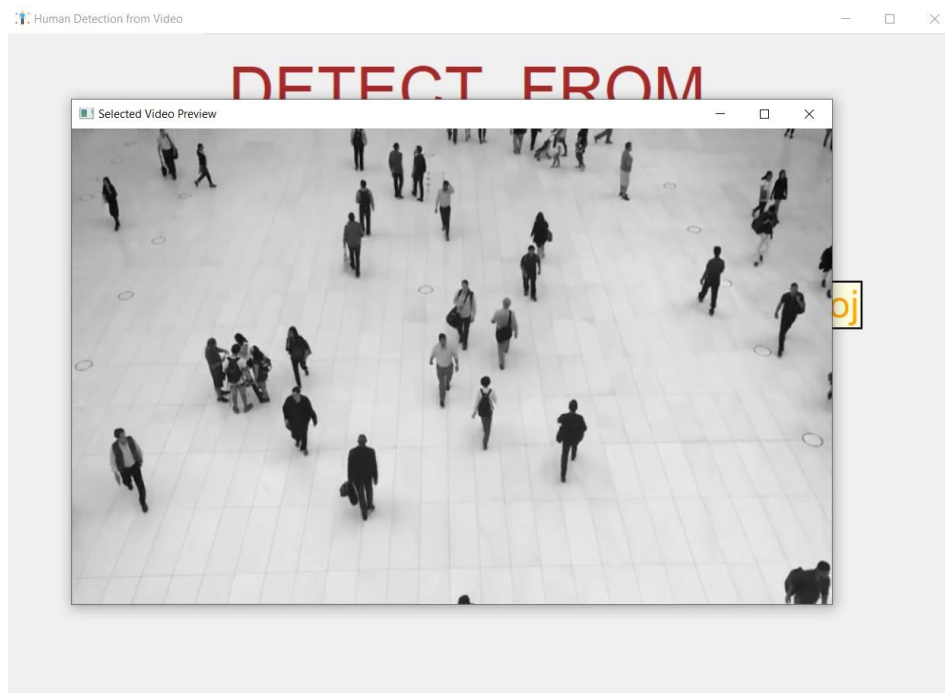 Human Detection from Video
DETECT FROM
Selected Video Preview
oj